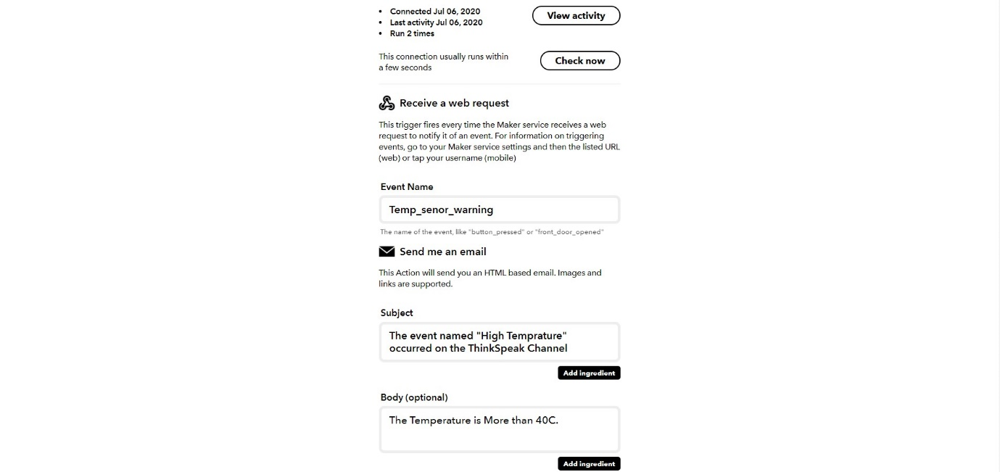 • Connected Jul 06, 2020
• Last activity Jul 06, 2020
• Run 2 times
View activity
This connection usually runs within
a few seconds
Check now
Receive a web request
This trigger fires every time the Maker service receives a web
request to notify it of an event. For information on triggering
events, go to your Maker service settings and then the listed URL
(web) or tap your username (mobile)
Event Name
Temp_senor_warning
The name of the event, like "button_pressed" or "front_door_opened"
Send me an email
This Action will send you an HTML based email. Images and
links are supported.
Subject
The event named "High Temprature"
occurred on the ThinkSpeak Channel
Add ingredient
Body (optional)
The Temperature is More than 40C.
Add ingredient